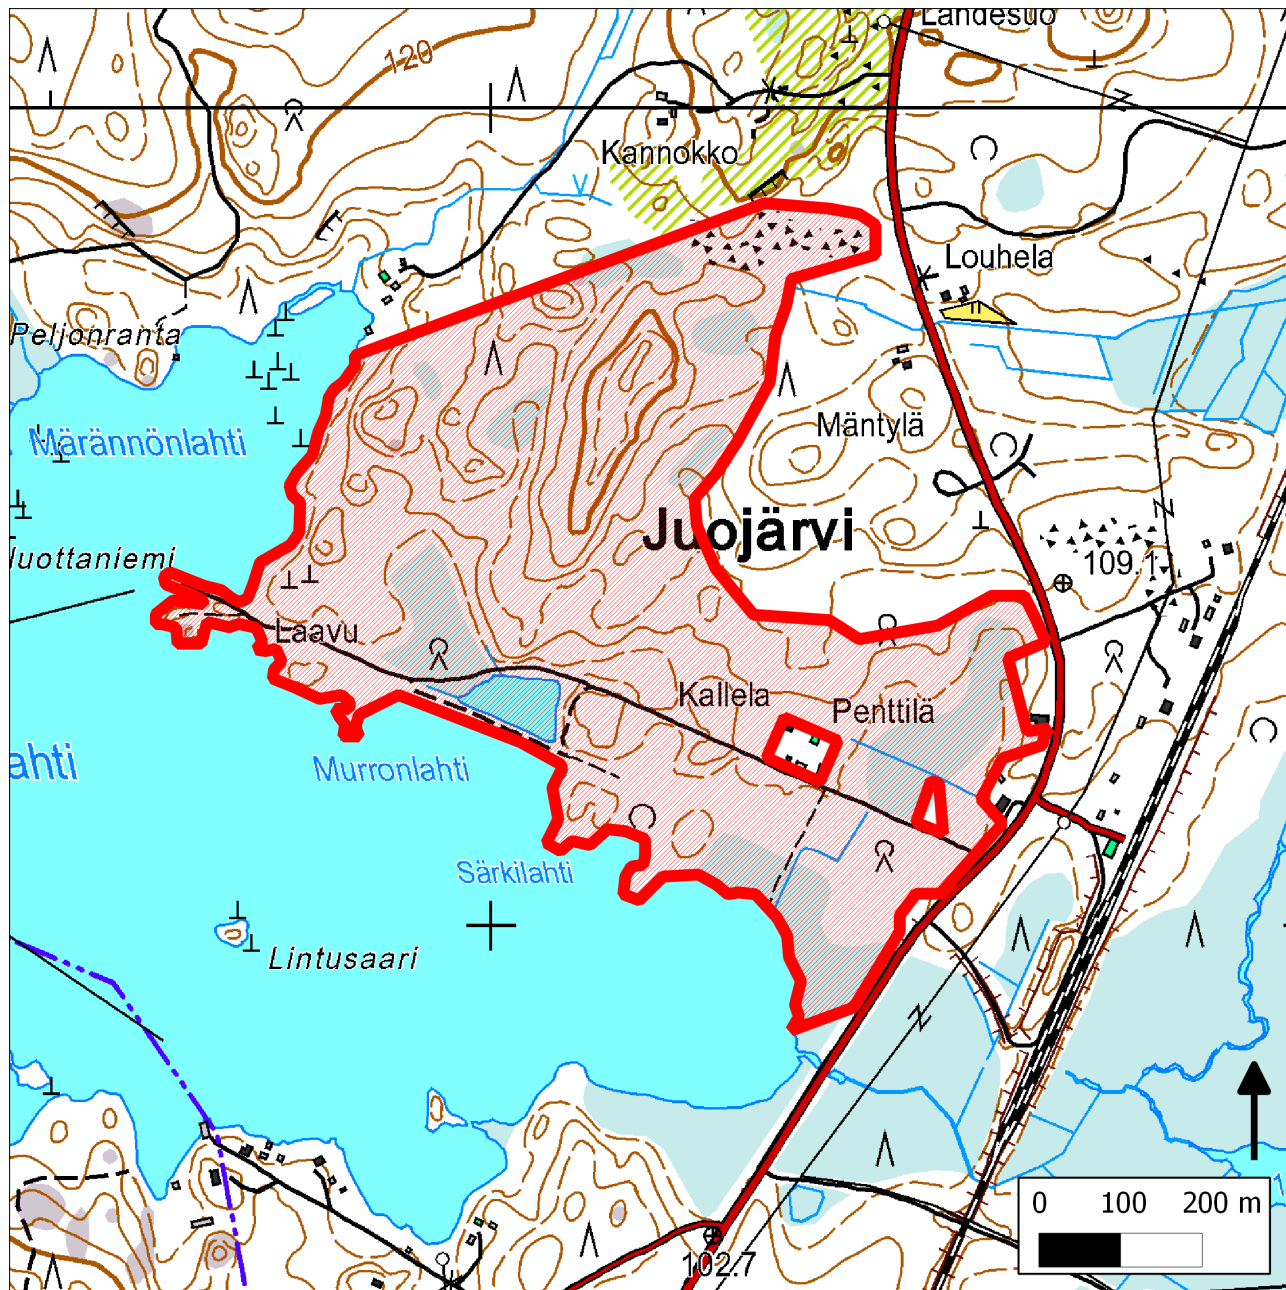 Lahdesuo
120
Kannokko
Louhela
Peljonranta
Märännönlahti
Mäntylä
Juojärvi
109.1
luottaniemi
Laavu
Kallela
Penttilä
ahti
Murronlahti
Särkilahti
Lintusaari
0 100 200 m
102.7